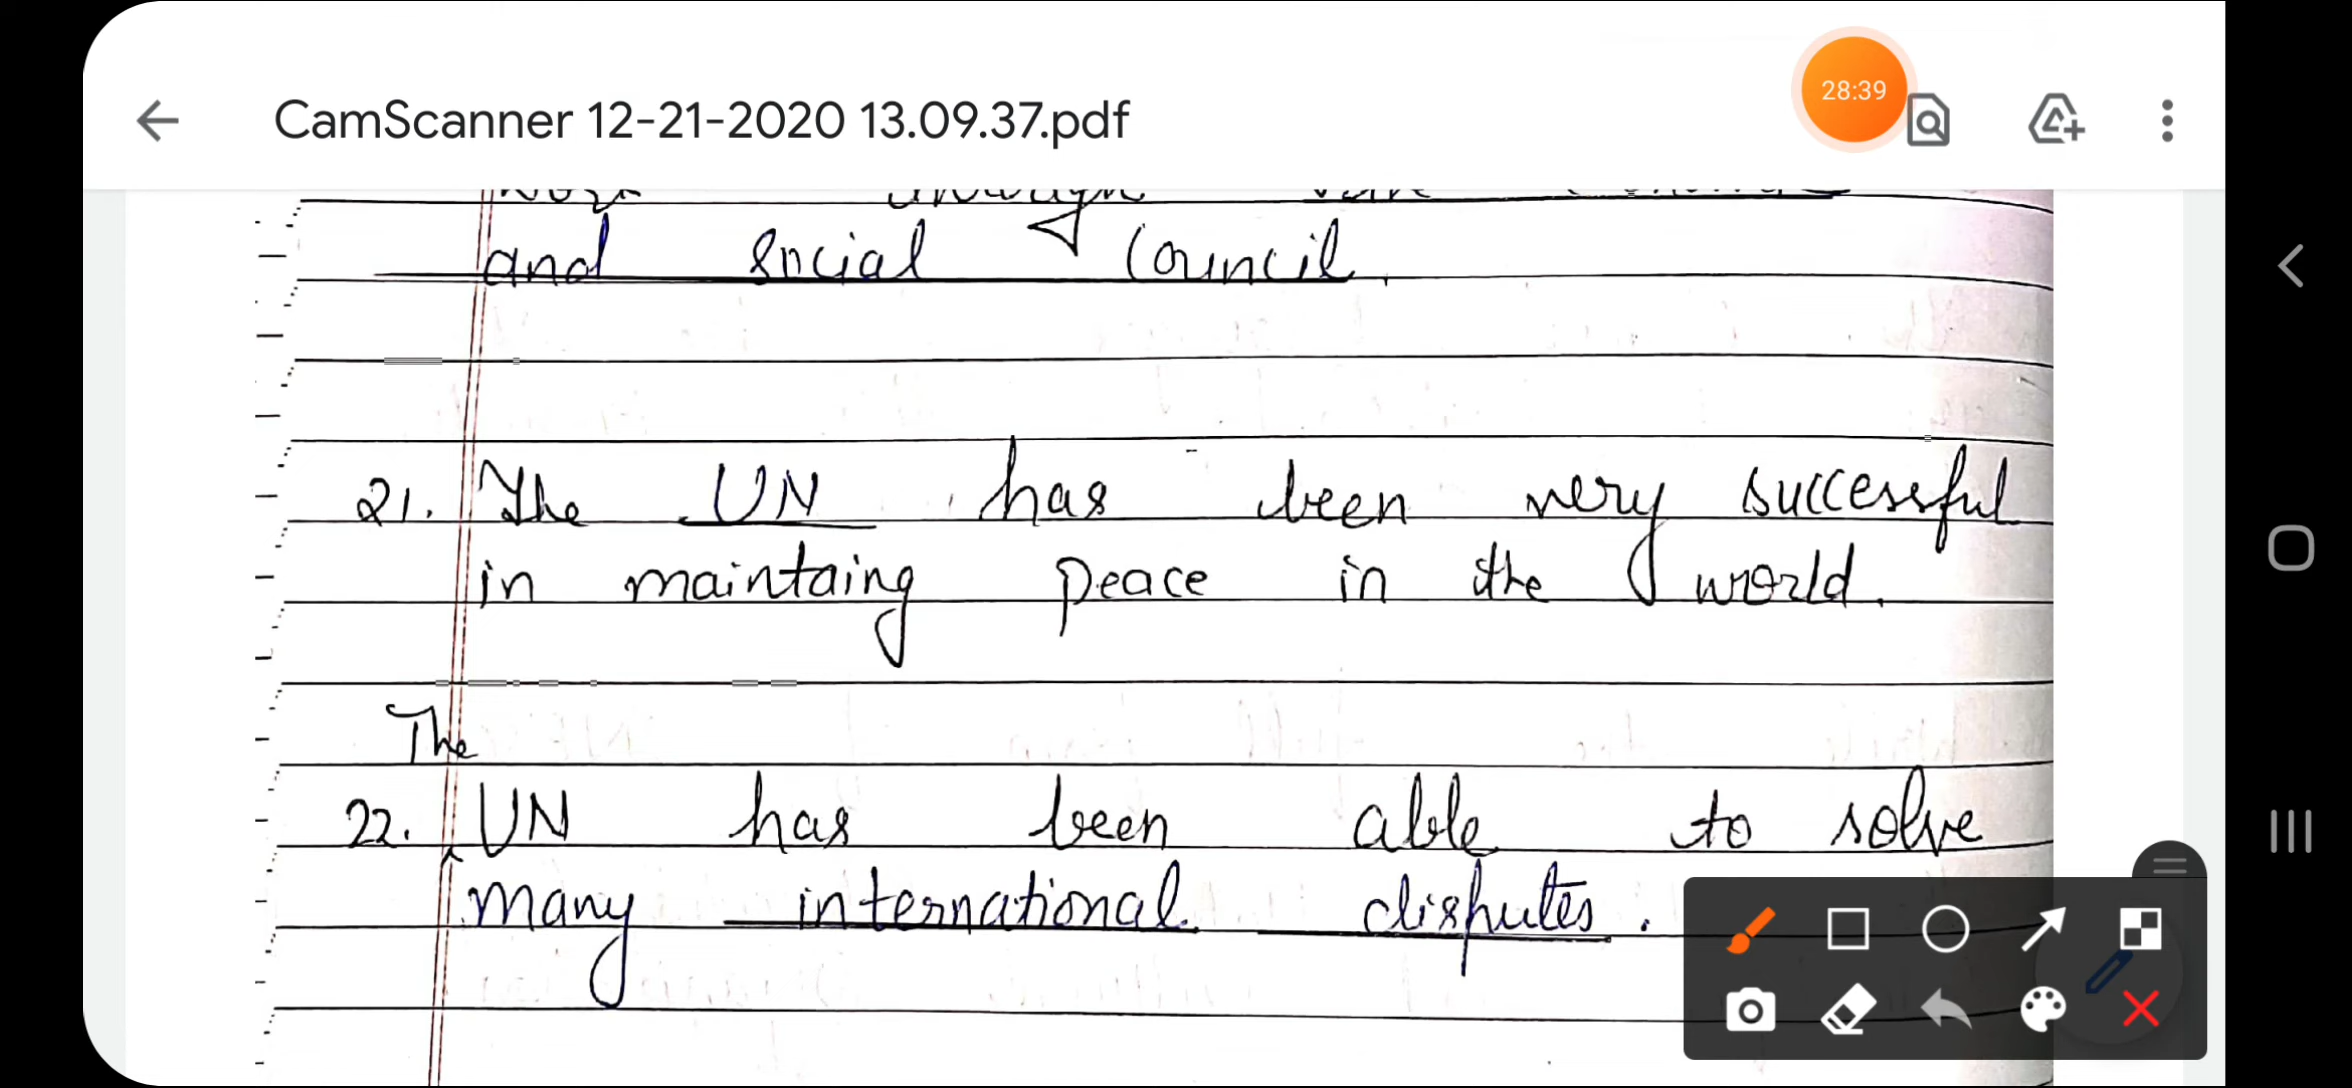 28:39
CamScanner 12-21-2020 13.09.37.pdf
and social Council.
21. The UN has been very successful
in maintaing peace in the world.
The
22. UN has been able to solve
many international disputes.